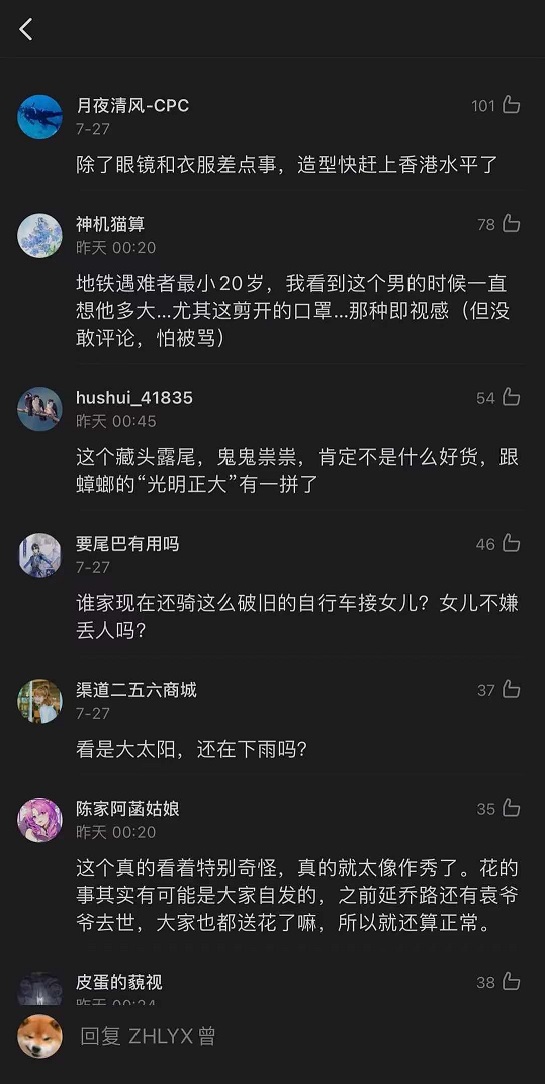 月夜清风-CPC
101
7-27
除了眼镜和衣服差点事，造型快赶上香港水平了
神机猫算
78
昨天 00:20
地铁遇难者最小20岁，我看到这个男的时候一直
想他多大...尤其这剪开的口罩...那种即视感（但没
敢评论，怕被骂）
hushui_41835
54
昨天 00:45
这个藏头露尾，鬼鬼祟祟，肯定不是什么好货，跟
蟑螂的“光明正大”有一拼了
要尾巴有用吗
46
7-27
谁家现在还骑这么破旧的自行车接女儿？女儿不嫌
丢人吗？
渠道二五六商城
37
7-27
看是大太阳，还在下雨吗？
陈家阿菡姑娘
35
昨天 00:20
这个真的看着特别奇怪，真的就太像作秀了。花的
事其实有可能是大家自发的，之前延乔路还有袁爷
爷去世，大家也都送花了嘛，所以就还算正常。
皮蛋的藐视
38
昨天 00:24
回复 ZHLYX曾